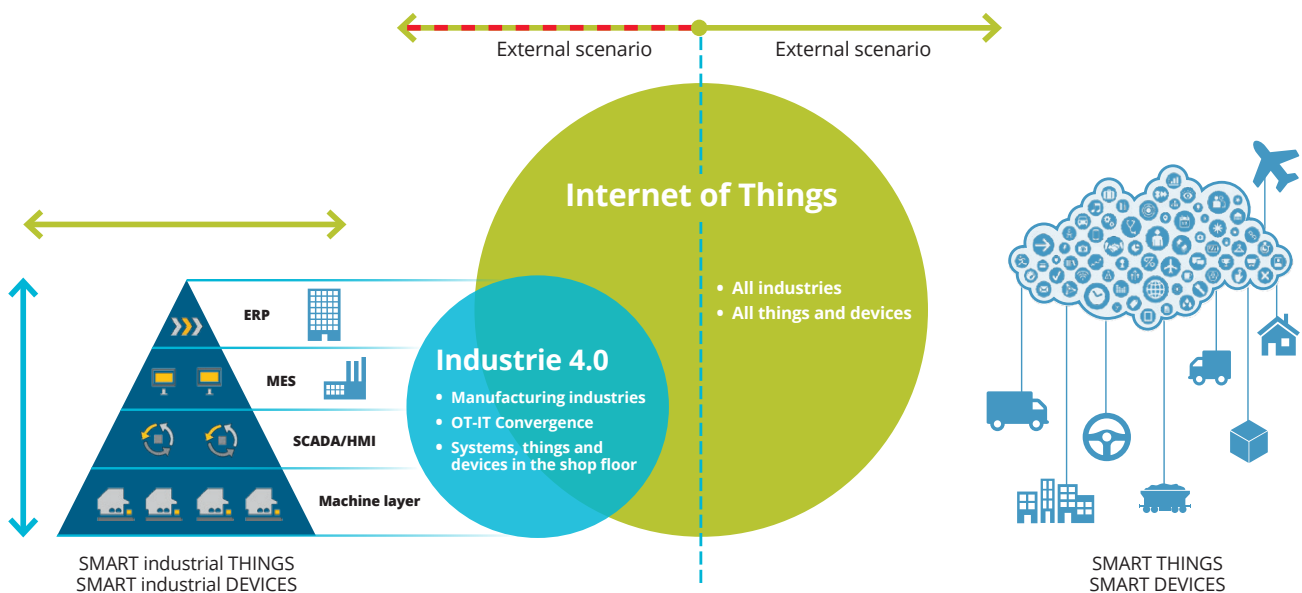 External scenario
External scenario
Internet of Things
• All industries
• All things and devices
ERP
MES
SCADA/HMI
Machine layer
Industrie 4.0
• Manufacturing industries
• OT-IT Convergence
• Systems, things and
devices in the shop floor
SMART industrial THINGS
SMART industrial DEVICES
SMART THINGS
SMART DEVICES